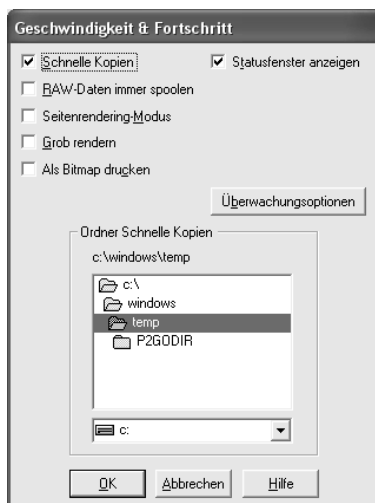 Geschwindigkeit & Fortschritt
Schnelle Kopien
Statusfenster anzeigen
RAW-Daten immer spoolen
Seitenrendering-Modus
Grob rendern
Als Bitmap drucken
Überwachungsoptionen
Ordner Schnelle Kopien
c:\windows\temp
c:\
windows
temp
P2GODIR
c:
OK Abbrechen Hilfe